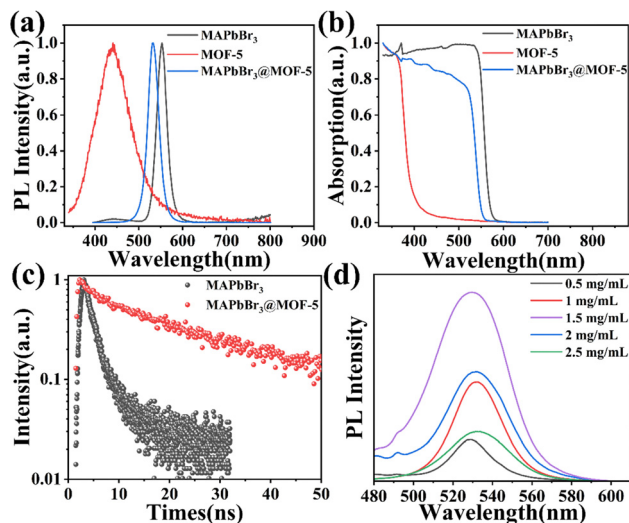 (a)
MAPbBr₃
MOF-5
MAPbBr₃@MOF-5
PL Intensity(a.u.)
1.0
0.8
0.6
0.4
0.2
0.0
400 500 600 700 800 900
Wavelength(nm)
(b)
MAPbBr₃
MOF-5
MAPbBr₃@MOF-5
Absorption(a.u.)
1.0
0.8
0.6
0.4
0.2
0.0
400 500 600 700 800
Wavelength(nm)
(c)
MAPbBr₃
MAPbBr₃@MOF-5
Intensity(a.u.)
1
0.1
0.01
0 10 20 30 40 50
Times(ns)
(d)
0.5 mg/mL
1 mg/mL
1.5 mg/mL
2 mg/mL
2.5 mg/mL
PL Intensity
480 500 520 540 560 580 600
Wavelength(nm)